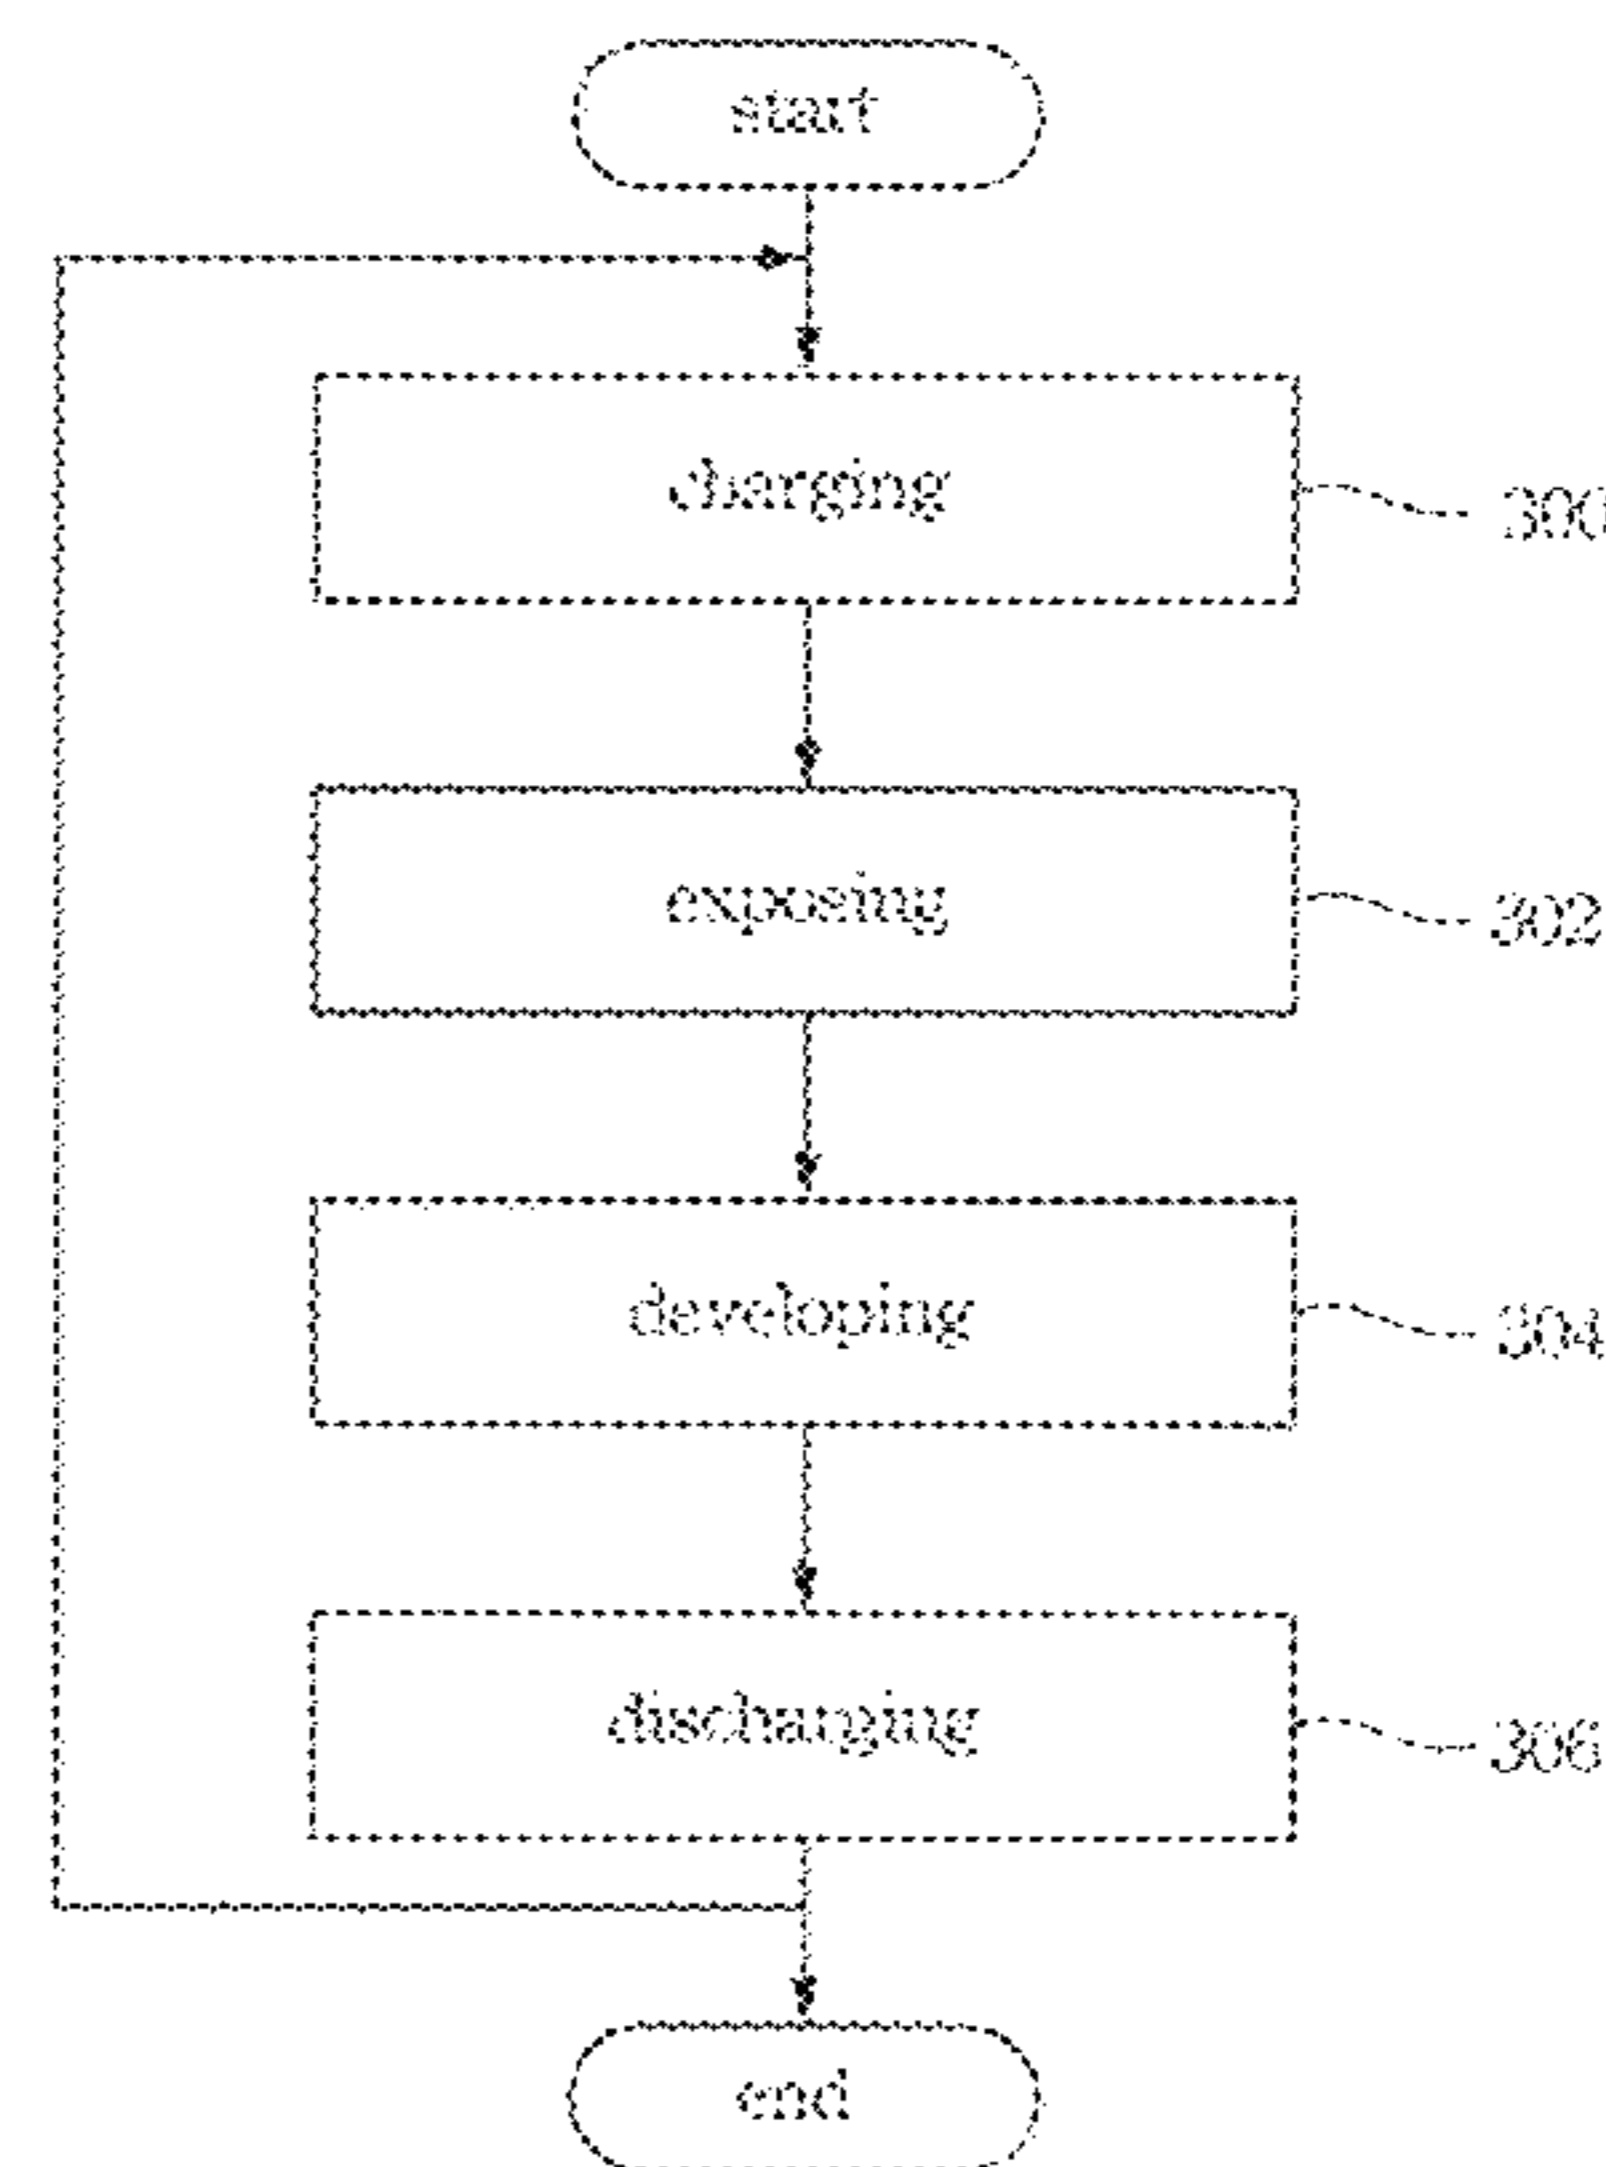 start
charging
300
exposing
302
developing
304
discharging
306
end